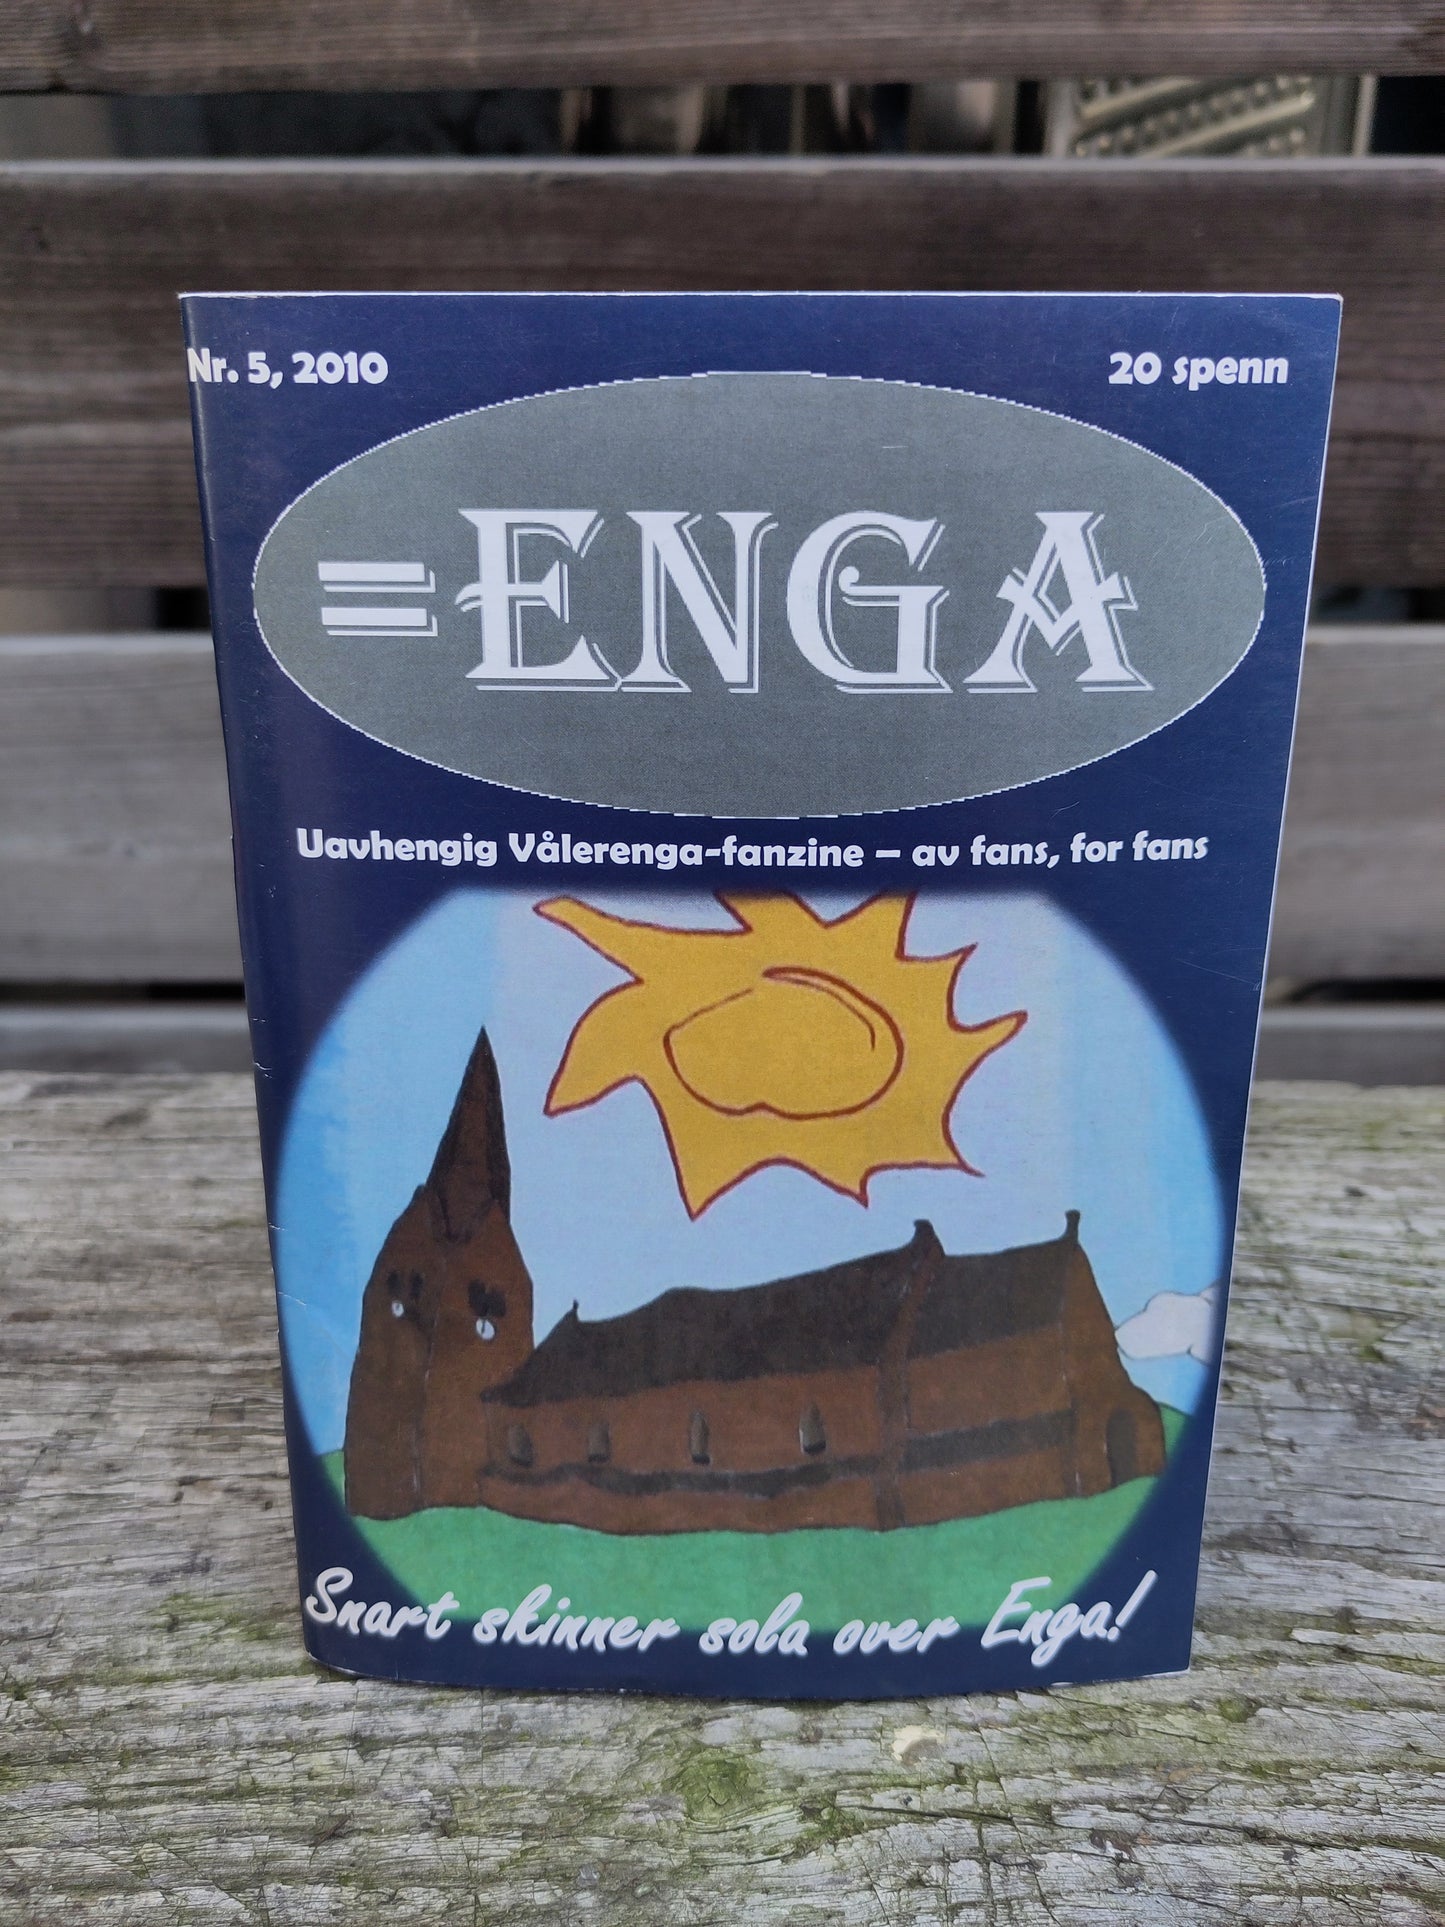 Nr. 5, 2010
20 spenn
=ENGA
Uavhengig Vålerenga-fanzine – av fans, for fans
Snart skinner sola over Enga!